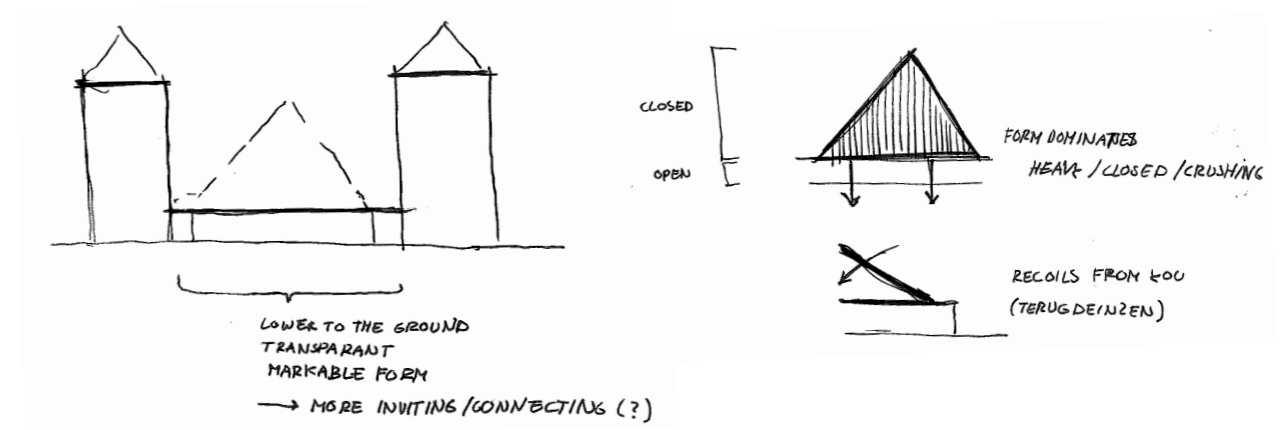 LOWER TO THE GROUND
TRANSPARANT
MARKABLE FORM
→ MORE INVITING/CONNECTING (?)
CLOSED
OPEN
FORM DOMINATES
HEAVY/CLOSED/CRUSHING
RECOILS FROM YOU
(TERUGDEINZEN)